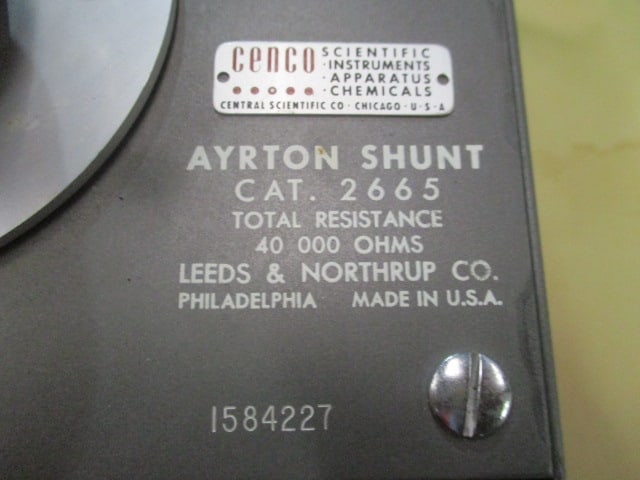 cenco SCIENTIFIC
·INSTRUMENTS
·APPARATUS
·CHEMICALS
CENTRAL SCIENTIFIC CO · CHICAGO · U · S · A
AYRTON SHUNT
CAT. 2665
TOTAL RESISTANCE
40 000 OHMS
LEEDS & NORTHRUP CO.
PHILADELPHIA MADE IN U.S.A.
1584227